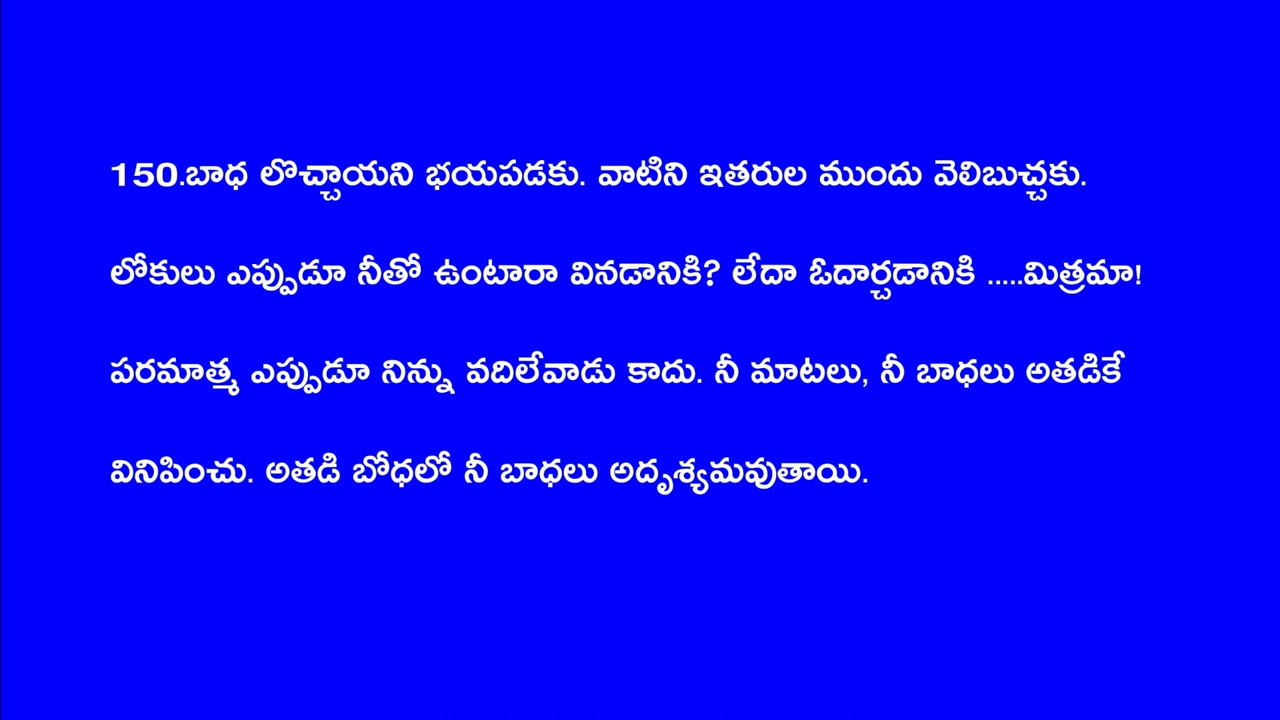 150.బాధ లొచ్చాయని భయపడకు. వాటిని ఇతరుల ముందు వెలిబుచ్చకు.
లోకులు ఎప్పుడూ నీతో ఉంటారా వినడానికి? లేదా ఓదార్చడానికి .....మిత్రమా!
పరమాత్మ ఎప్పుడూ నిన్ను వదిలేవాడు కాదు. నీ మాటలు, నీ బాధలు అతడికే
వినిపించు. అతడి బోధలో నీ బాధలు అదృశ్యమవుతాయి.